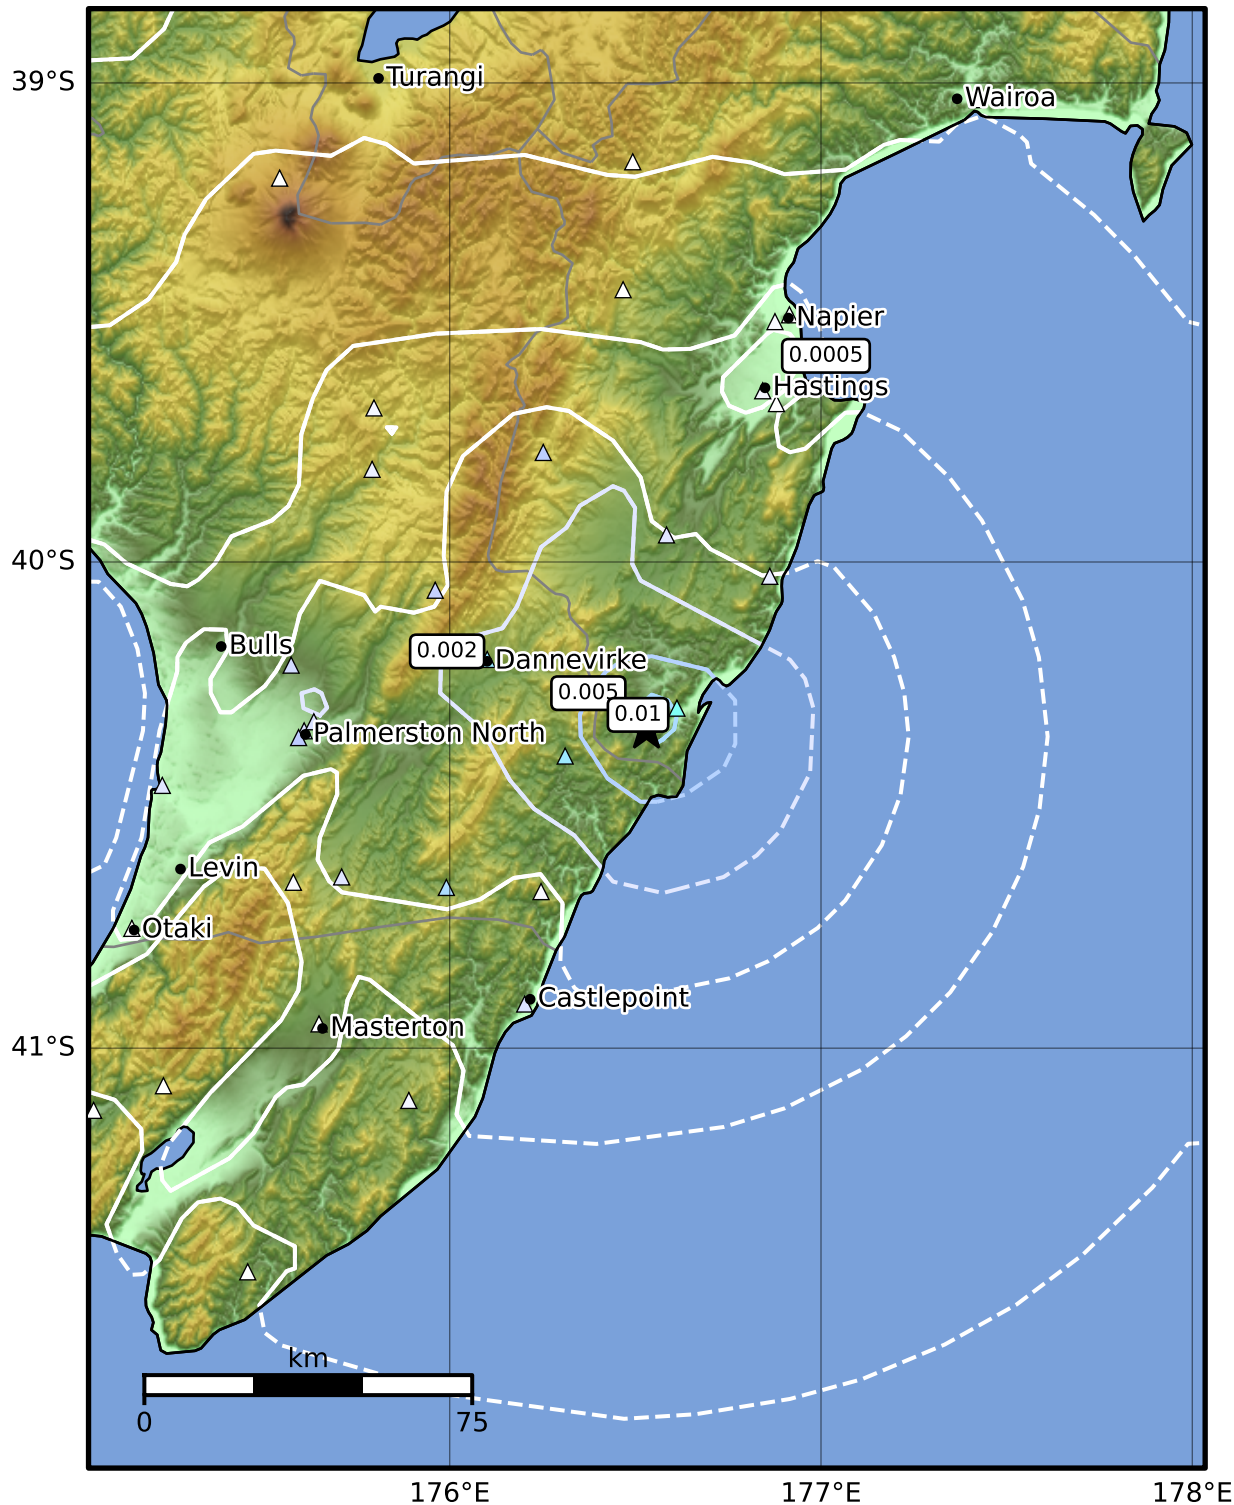 39°S
Turangi
Wairoa
Napier
0.0005
Hastings
40°S
Bulls
0.002
Dannevirke
0.005
0.01
Palmerston North
Levin
Otaki
Castlepoint
Masterton
41°S
km
0
75
176°E
177°E
178°E